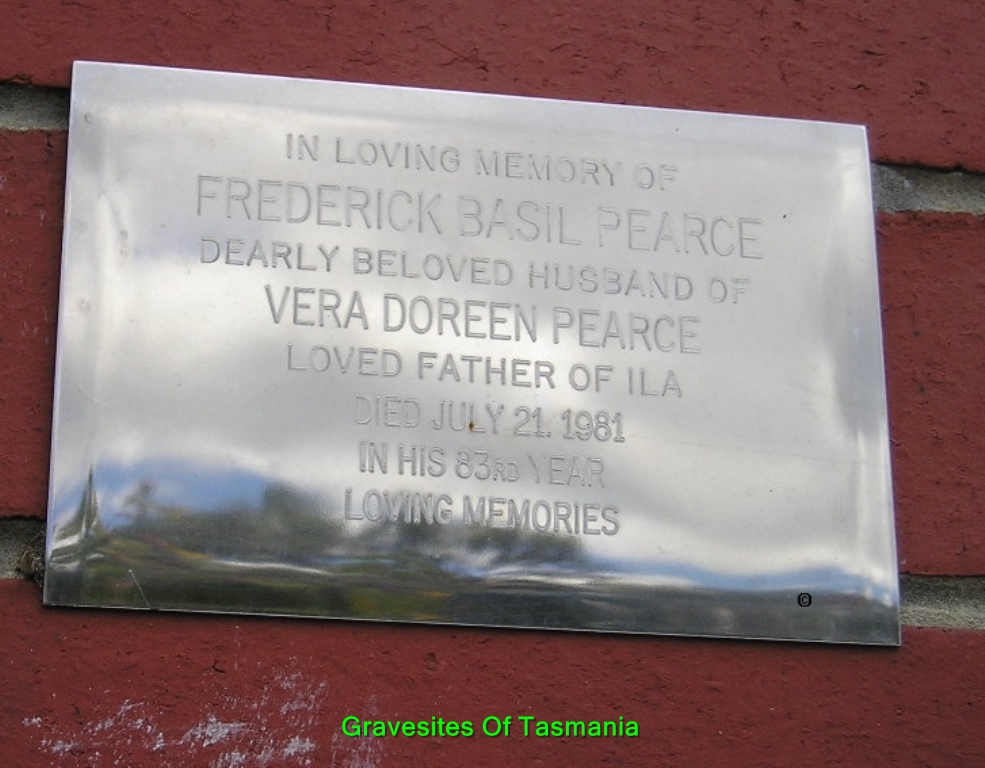 IN LOVING MEMORY OF
FREDERICK BASIL PEARCE
DEARLY BELOVED HUSBAND OF
VERA DOREEN PEARCE
LOVED FATHER OF ILA
DIED JULY 21. 1981
IN HIS 83RD YEAR
LOVING MEMORIES
©
Gravesites Of Tasmania